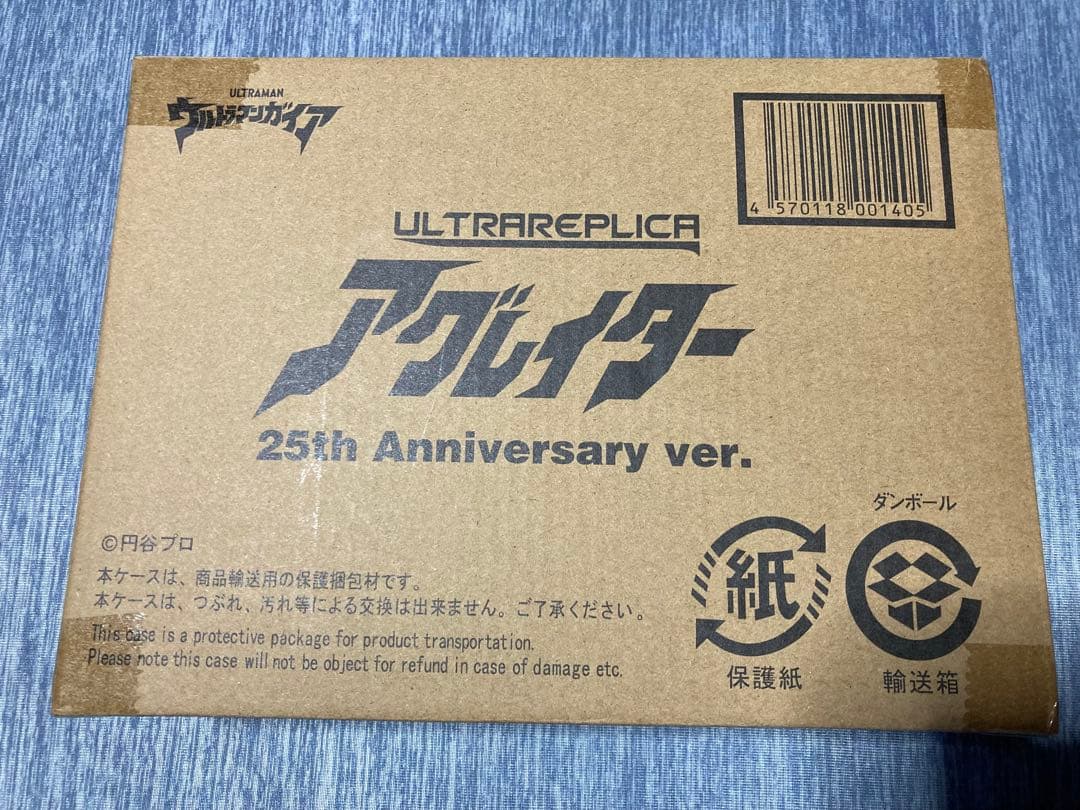 ULTRAMAN
ウルトラマンガイア
4 570118 001405
ULTRAREPLICA
アグレイター
25th Anniversary ver.
©円谷プロ
本ケースは、商品輸送用の保護梱包材です。
本ケースは、つぶれ、汚れ等による交換は出来ません。ご了承ください。
This case is a protective package for product transportation.
Please note this case will not be object for refund in case of damage etc.
紙
保護紙
ダンボール
輸送箱